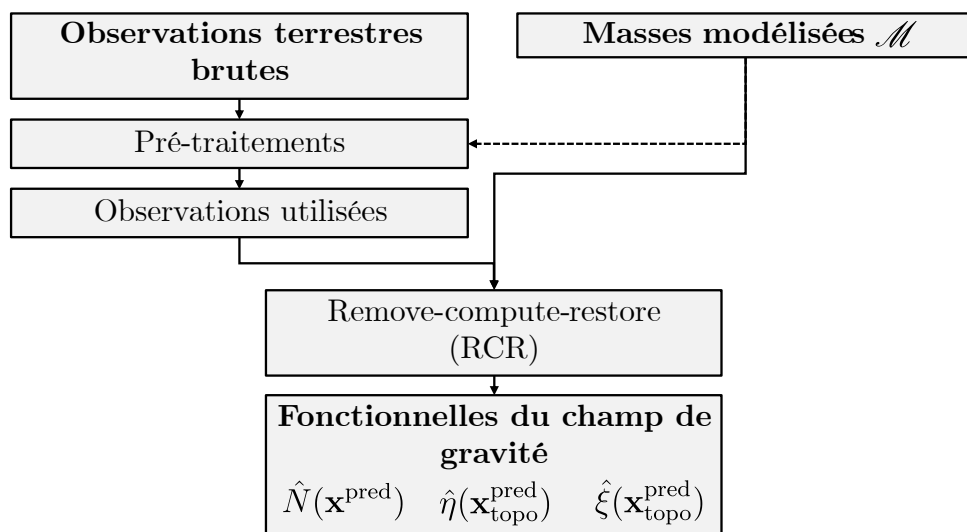 Observations terrestres
brutes
Masses modélisées ℳ
Pré-traitements
Observations utilisées
Remove-compute-restore
(RCR)
Fonctionnelles du champ de
gravité
N̂(x^pred) η̂(x_topo^pred) ξ̂(x_topo^pred)